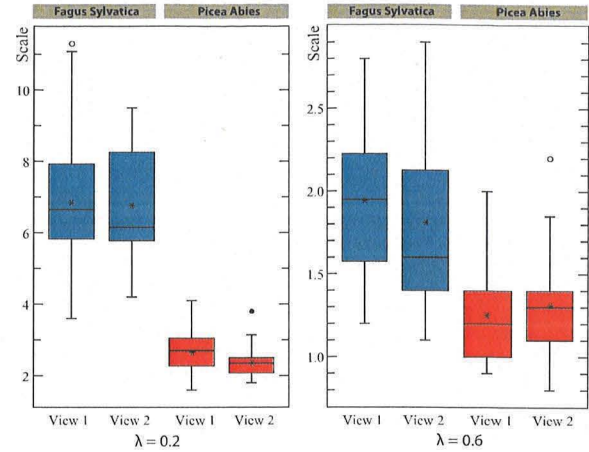 Fagus Sylvatica Picea Abies
Scale
10
8
6
4
2
View 1 View 2 View 1 View 2
λ = 0.2
Fagus Sylvatica Picea Abies
Scale
2.5
2.0
1.5
1.0
View 1 View 2 View 1 View 2
λ = 0.6